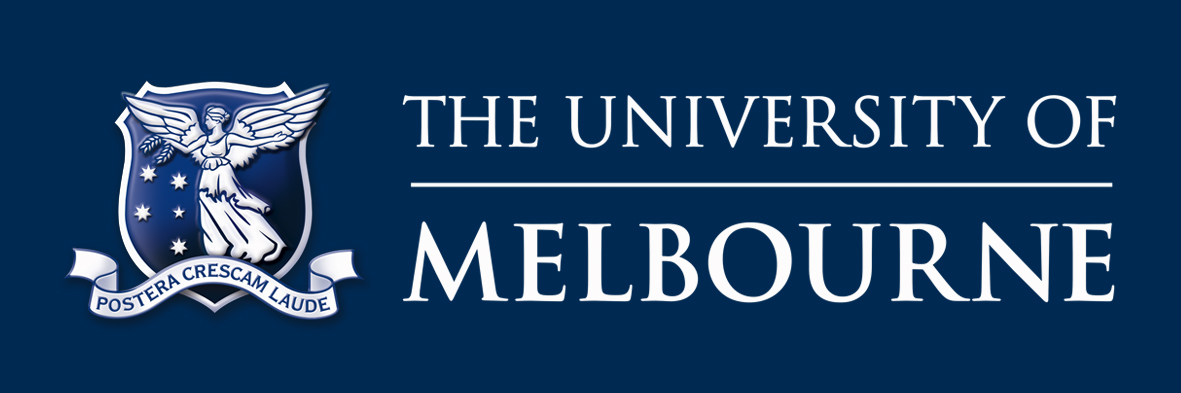 POSTERA CRESCAM LAUDE
THE UNIVERSITY OF
MELBOURNE